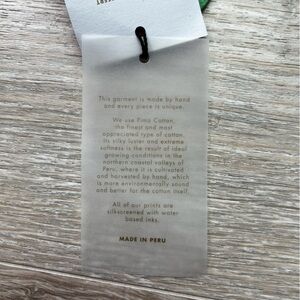 This garment is made by hand
and every piece is unique.
We use Pima Cotton,
the finest and most
appreciated type of cotton.
Its silky luster and extreme
softness is the result of ideal
growing conditions in the
northern coastal valleys of
Peru, where it is cultivated
and harvested by hand, which
is more environmentally sound
and better for the cotton itself.
All of our prints are
silkscreened with water
based inks.
MADE IN PERU